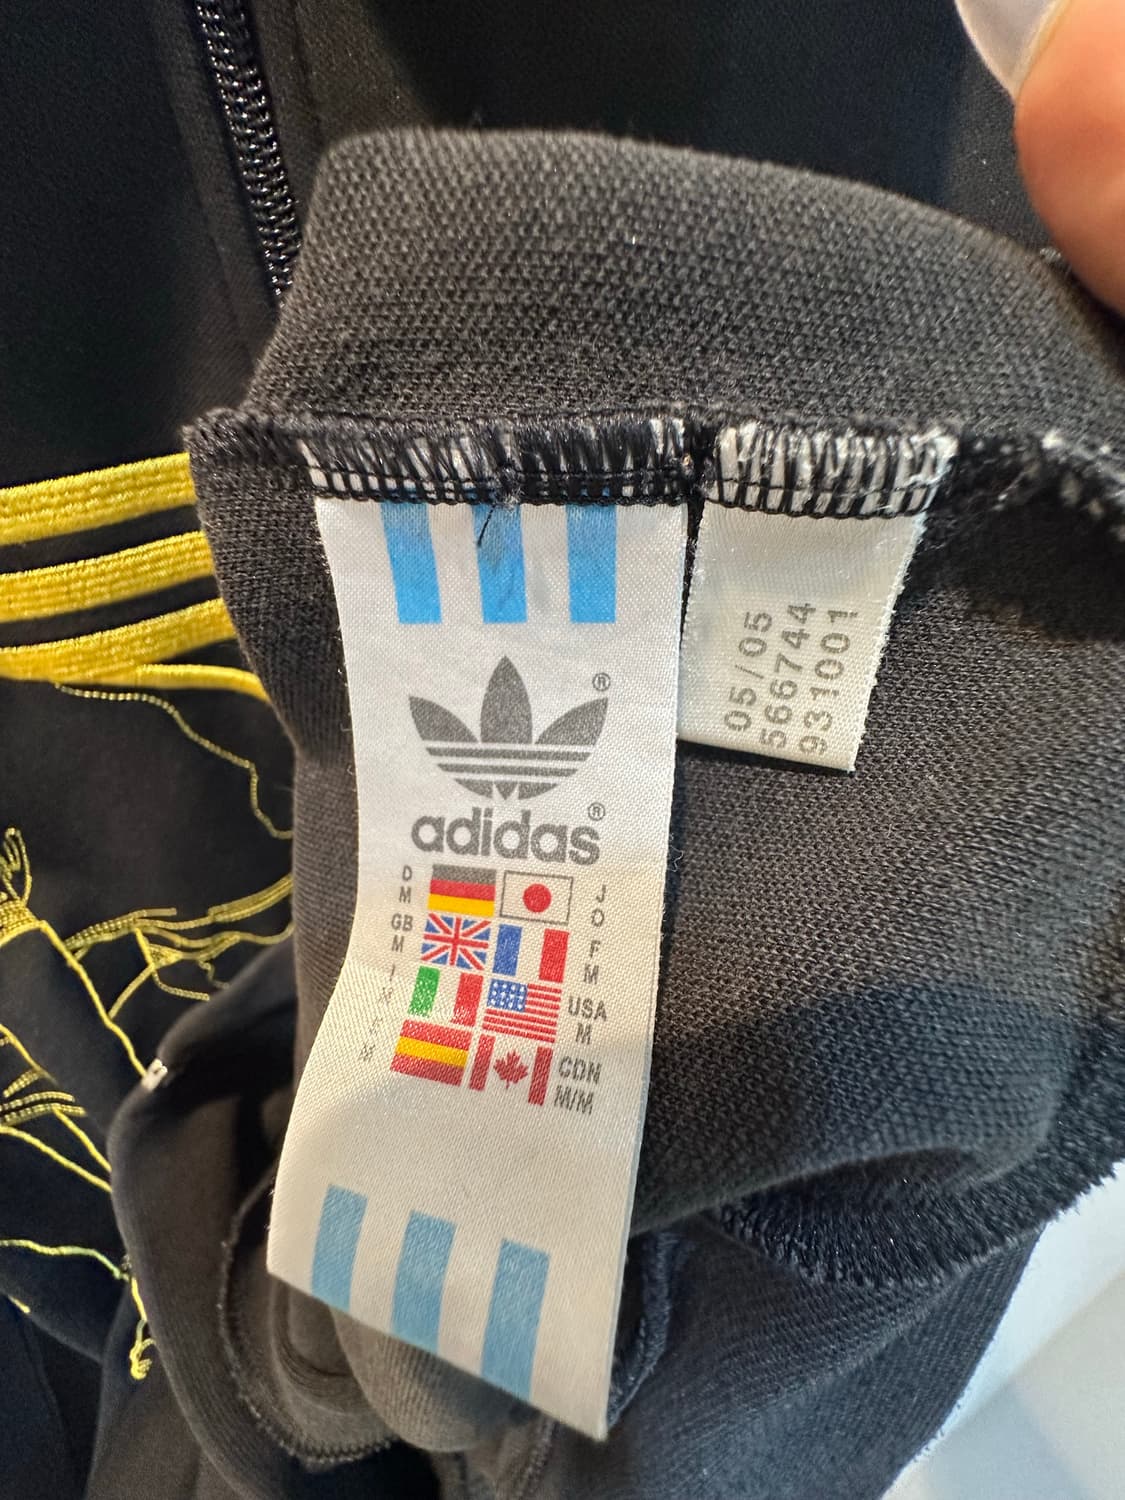 ®
adidas®
D
M
J
O
GB
M
F
M
I
M
USA
M
E
M
CDN
M/M
05/05
566744
931001